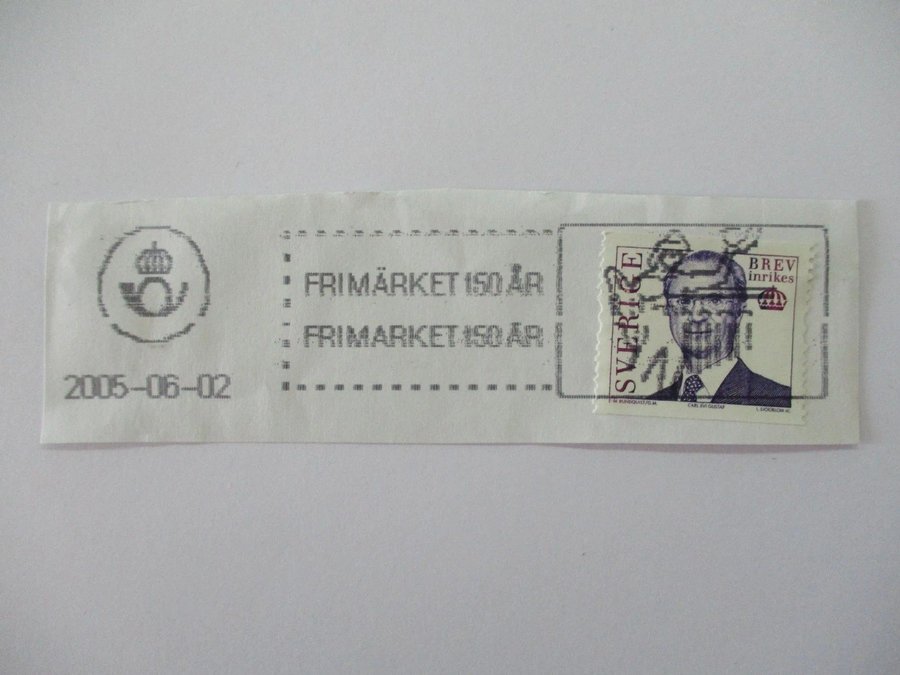 FRIMÄRKET 150 ÅR
FRIMARKET 150 ÅR
2005-06-02
SVERIGE
BREV
inrikes
CARL XVI GUSTAF